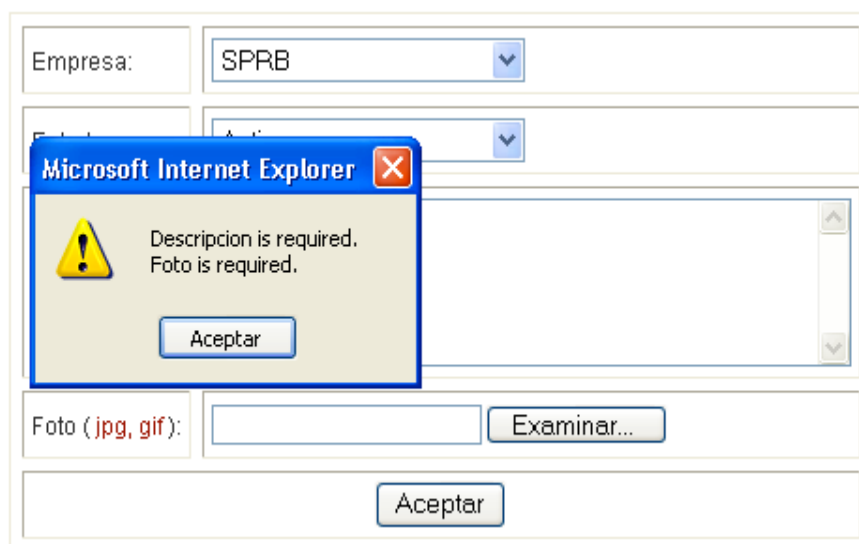 Empresa:
SPRB
Microsoft Internet Explorer
Descripcion is required.
Foto is required.
Aceptar
Foto (jpg, gif):
Examinar...
Aceptar